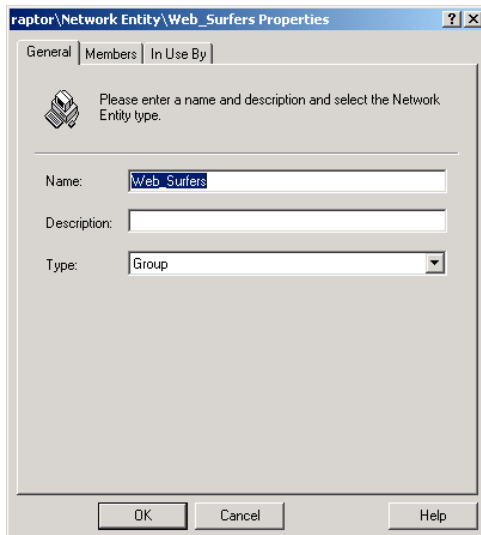 raptor\Network Entity\Web_Surfers Properties
General Members In Use By
Please enter a name and description and select the Network
Entity type.
Name: Web_Surfers
Description:
Type: Group
OK Cancel Help